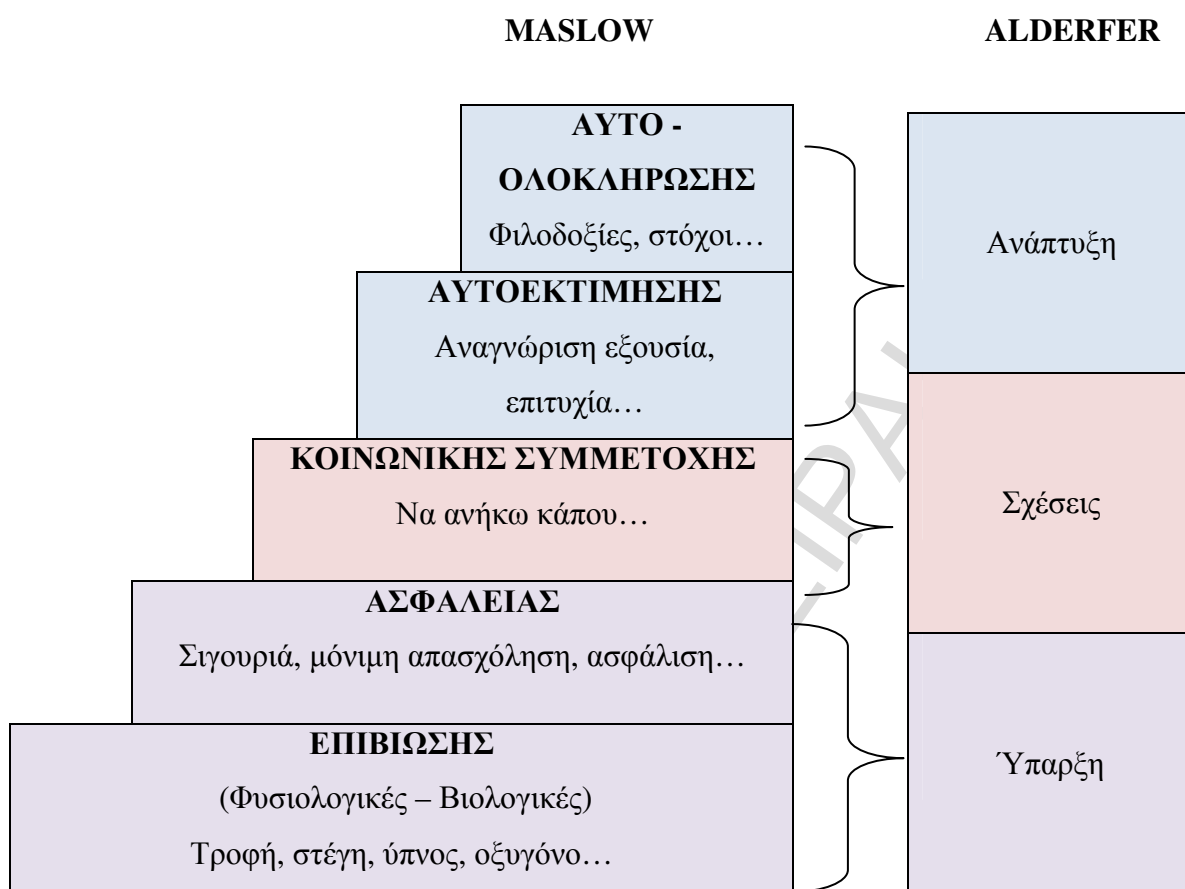 MASLOW
ALDERFER
ΑΥΤΟ -
ΟΛΟΚΛΗΡΩΣΗΣ
Φιλοδοξίες, στόχοι…
ΑΥΤΟΕΚΤΙΜΗΣΗΣ
Αναγνώριση εξουσία,
επιτυχία…
ΚΟΙΝΩΝΙΚΗΣ ΣΥΜΜΕΤΟΧΗΣ
Να ανήκω κάπου…
ΑΣΦΑΛΕΙΑΣ
Σιγουριά, μόνιμη απασχόληση, ασφάλιση…
ΕΠΙΒΙΩΣΗΣ
(Φυσιολογικές – Βιολογικές)
Τροφή, στέγη, ύπνος, οξυγόνο…
Ανάπτυξη
Σχέσεις
Ύπαρξη